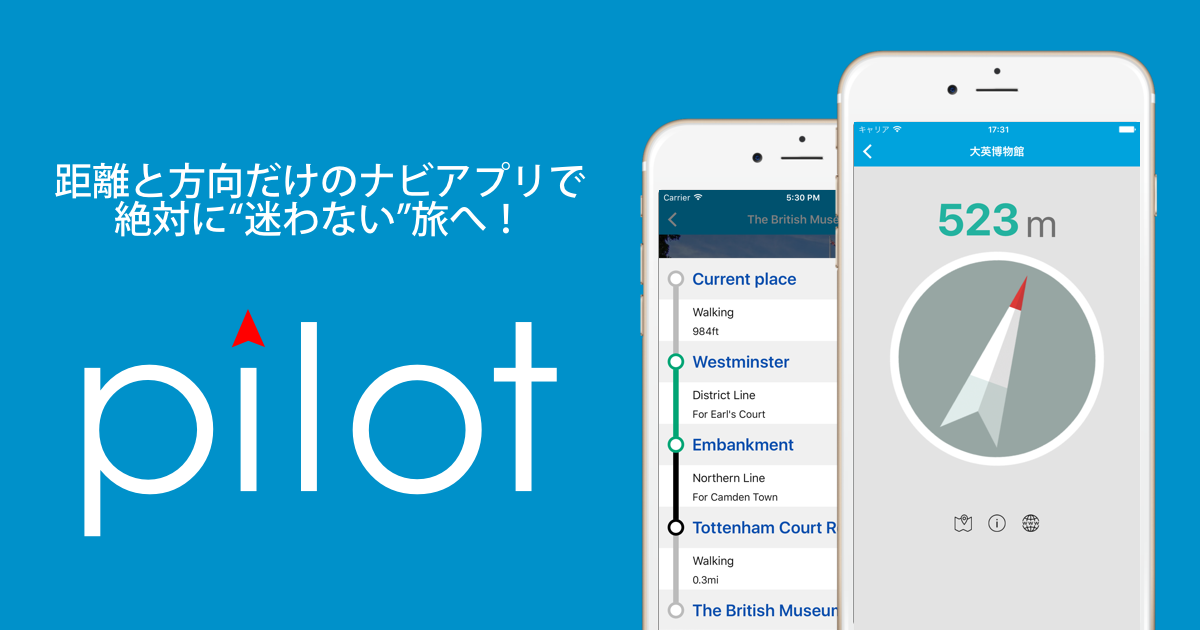 距離と方向だけのナビアプリで
絶対に“迷わない”旅へ！
pilot
Carrier 5:30 PM
The British
Current place
Walking
984ft
Westminster
District Line
For Earl's Court
Embankment
Northern Line
For Camden Town
Tottenham Court
Walking
0.3mi
The British
キャリア 17:31
大英博物館
523 m
i
WWW